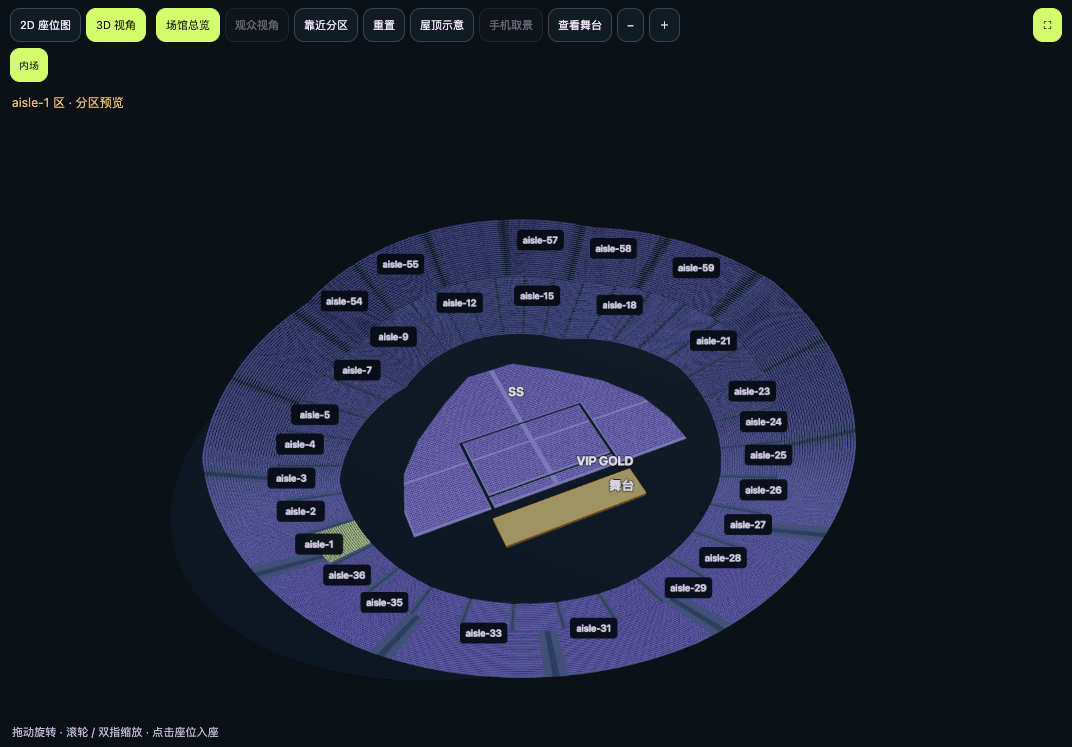 2D 座位图
3D 视角
场馆总览
观众视角
靠近分区
重置
屋顶示意
手机取景
查看舞台
−
+
内场
aisle-1 区 · 分区预览
aisle-57
aisle-58
aisle-55
aisle-59
aisle-54
aisle-12
aisle-15
aisle-18
aisle-9
aisle-21
aisle-7
SS
aisle-23
aisle-5
aisle-24
aisle-4
aisle-25
VIP GOLD
aisle-3
舞台
aisle-26
aisle-2
aisle-27
aisle-1
aisle-28
aisle-36
aisle-29
aisle-35
aisle-33
aisle-31
拖动旋转 · 滚轮 / 双指缩放 · 点击座位入座